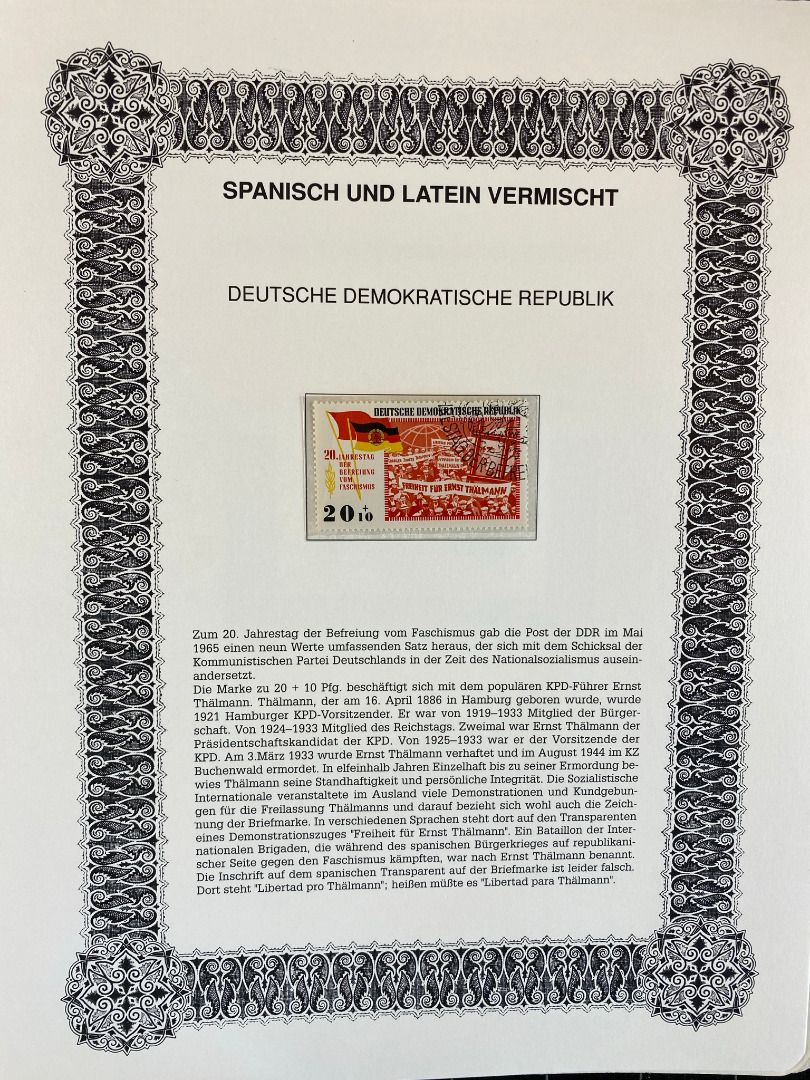 SPANISCH UND LATEIN VERMISCHT
DEUTSCHE DEMOKRATISCHE REPUBLIK
DEUTSCHE DEMOKRATISCHE REPUBLIK
20. JAHRESTAG
DER
BEFREIUNG
VOM
FASCHISMUS
FREIHEIT FÜR ERNST THÄLMANN
20+10
Zum 20. Jahrestag der Befreiung vom Faschismus gab die Post der DDR im Mai
1965 einen neun Werte umfassenden Satz heraus, der sich mit dem Schicksal der
Kommunistischen Partei Deutschlands in der Zeit des Nationalsozialismus ausein-
andersetzt.
Die Marke zu 20 + 10 Pfg. beschäftigt sich mit dem populären KPD-Führer Ernst
Thälmann. Thälmann, der am 16. April 1886 in Hamburg geboren wurde, wurde
1921 Hamburger KPD-Vorsitzender. Er war von 1919–1933 Mitglied der Bürger-
schaft. Von 1924–1933 Mitglied des Reichstags. Zweimal war Ernst Thälmann der
Präsidentschaftskandidat der KPD. Von 1925–1933 war er der Vorsitzende der
KPD. Am 3.März 1933 wurde Ernst Thälmann verhaftet und im August 1944 im KZ
Buchenwald ermordet. In elfeinhalb Jahren Einzelhaft bis zu seiner Ermordung be-
wies Thälmann seine Standhaftigkeit und persönliche Integrität. Die Sozialistische
Internationale veranstaltete im Ausland viele Demonstrationen und Kundgebun-
gen für die Freilassung Thälmanns und darauf bezieht sich wohl auch die Zeich-
nung der Briefmarke. In verschiedenen Sprachen steht dort auf den Transparenten
eines Demonstrationszuges "Freiheit für Ernst Thälmann". Ein Bataillon der Inter-
nationalen Brigaden, die während des spanischen Bürgerkrieges auf republikani-
scher Seite gegen den Faschismus kämpften, war nach Ernst Thälmann benannt.
Die Inschrift auf dem spanischen Transparent auf der Briefmarke ist leider falsch.
Dort steht "Libertad pro Thälmann"; heißen müßte es "Libertad para Thälmann".